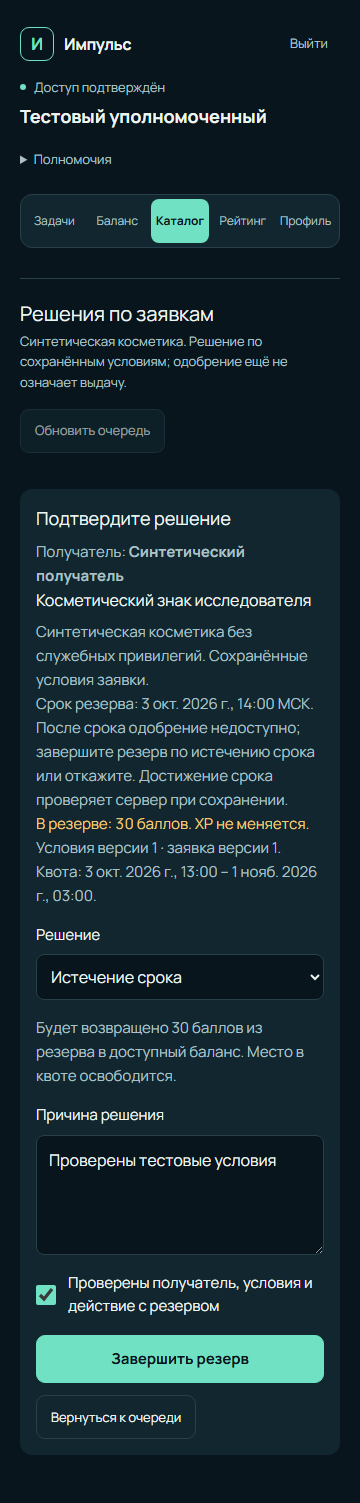 И Импульс Выйти
Доступ подтверждён
Тестовый уполномоченный
Полномочия
Задачи Баланс Каталог Рейтинг Профиль
Решения по заявкам
Синтетическая косметика. Решение по
сохранённым условиям; одобрение ещё не
означает выдачу.
Обновить очередь
Подтвердите решение
Получатель: Синтетический
получатель
Косметический знак исследователя
Синтетическая косметика без
служебных привилегий. Сохранённые
условия заявки.
Срок резерва: 3 окт. 2026 г., 14:00 МСК.
После срока одобрение недоступно;
завершите резерв по истечению срока
или откажите. Достижение срока
проверяет сервер при сохранении.
В резерве: 30 баллов. XP не меняется.
Условия версии 1 · заявка версии 1.
Квота: 3 окт. 2026 г., 13:00 – 1 нояб. 2026
г., 03:00.
Решение
Истечение срока
Будет возвращено 30 баллов из
резерва в доступный баланс. Место в
квоте освободится.
Причина решения
Проверены тестовые условия
Проверены получатель, условия и
действие с резервом
Завершить резерв
Вернуться к очереди